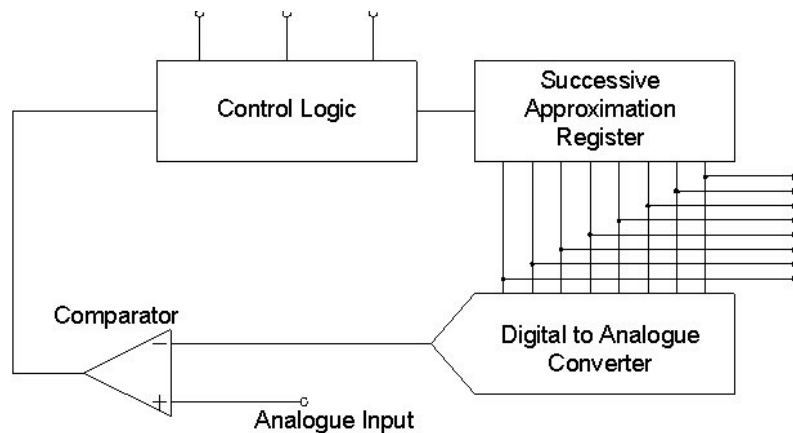 Control Logic
Successive
Approximation
Register
Comparator
Digital to Analogue
Converter
−
+
Analogue Input